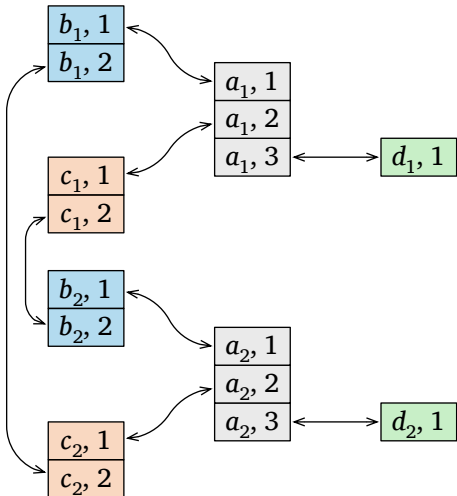 b₁, 1
b₁, 2
a₁, 1
a₁, 2
a₁, 3
d₁, 1
c₁, 1
c₁, 2
b₂, 1
b₂, 2
a₂, 1
a₂, 2
a₂, 3
d₂, 1
c₂, 1
c₂, 2